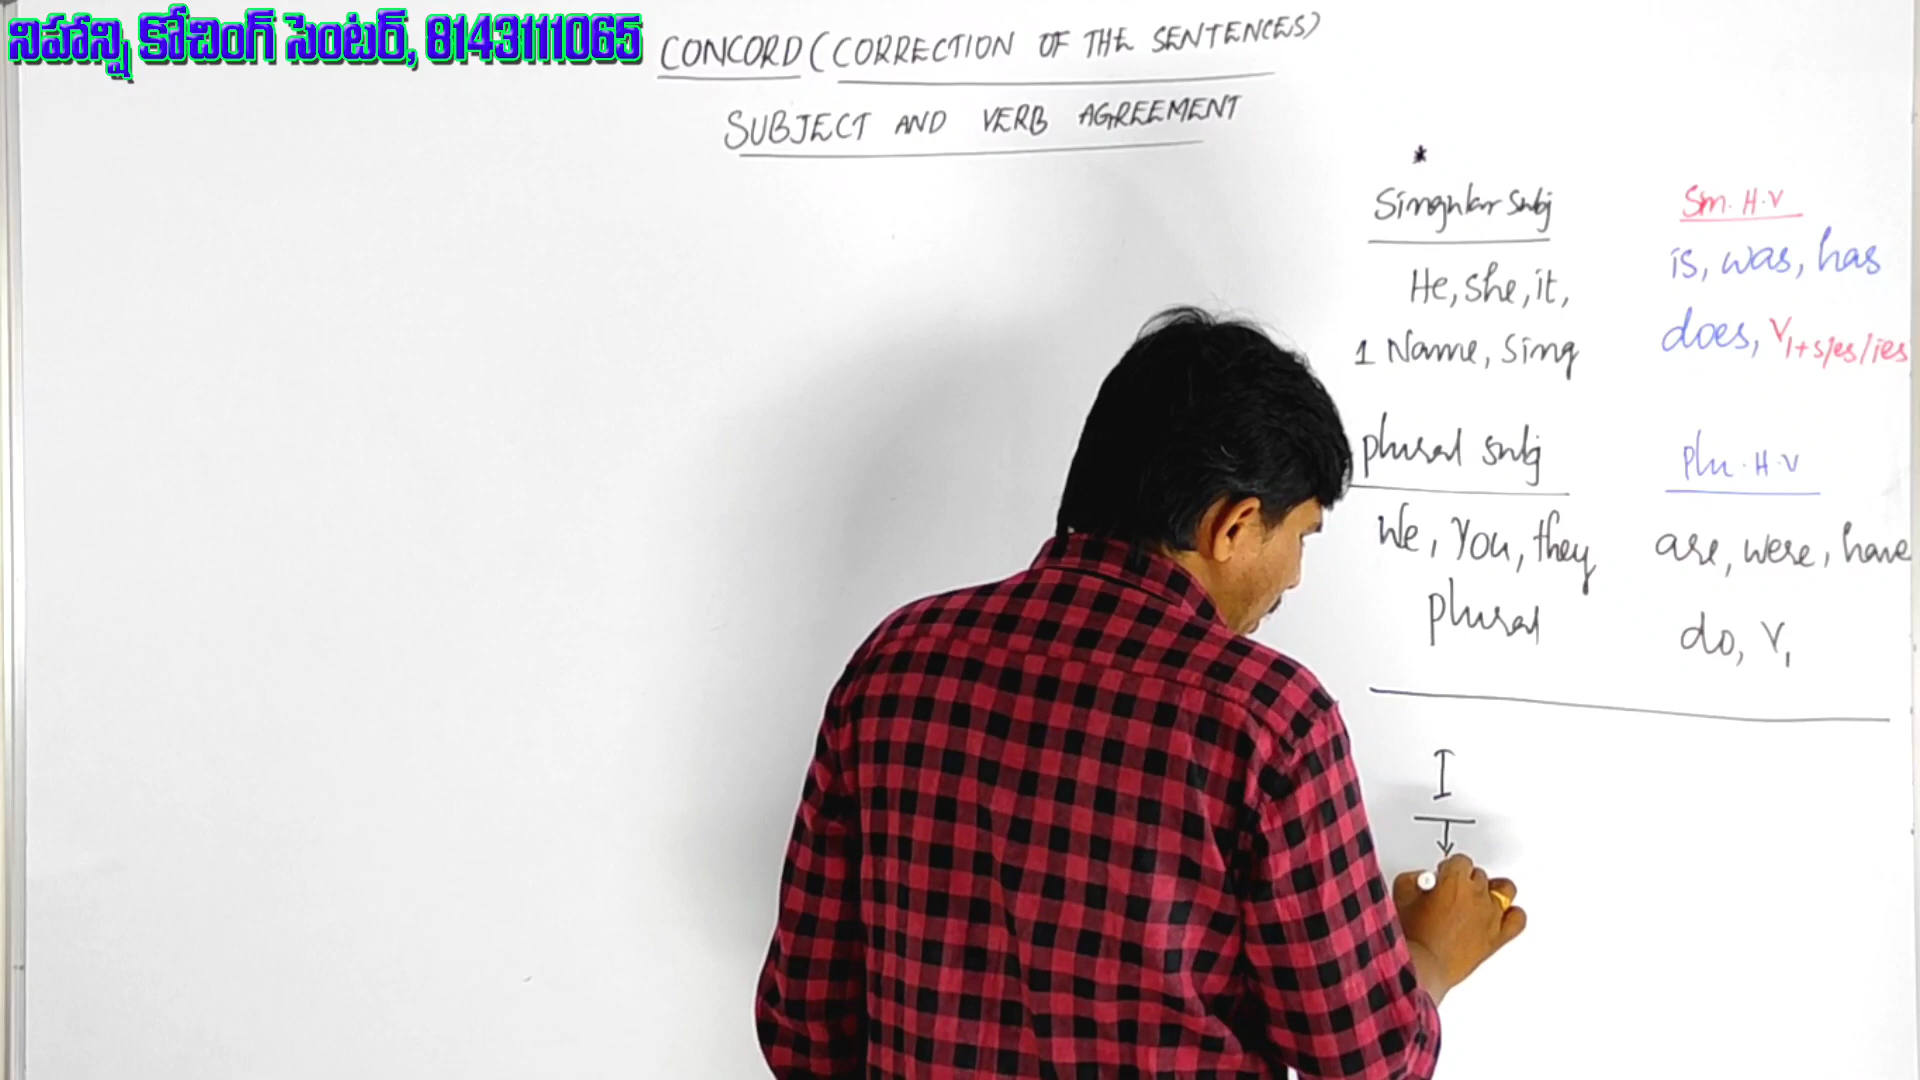 నిహాన్షి కోచింగ్ సెంటర్, 8143111065
CONCORD (CORRECTION OF THE SENTENCES)
SUBJECT AND VERB AGREEMENT
*
Singular Subj
He, she, it,
1 Name, Sing
Sin. H.V
is, was, has
does, V1+s/es/ies
plural subj
We, You, they
plural
Plu. H.V
are, were, have
do, V1
I